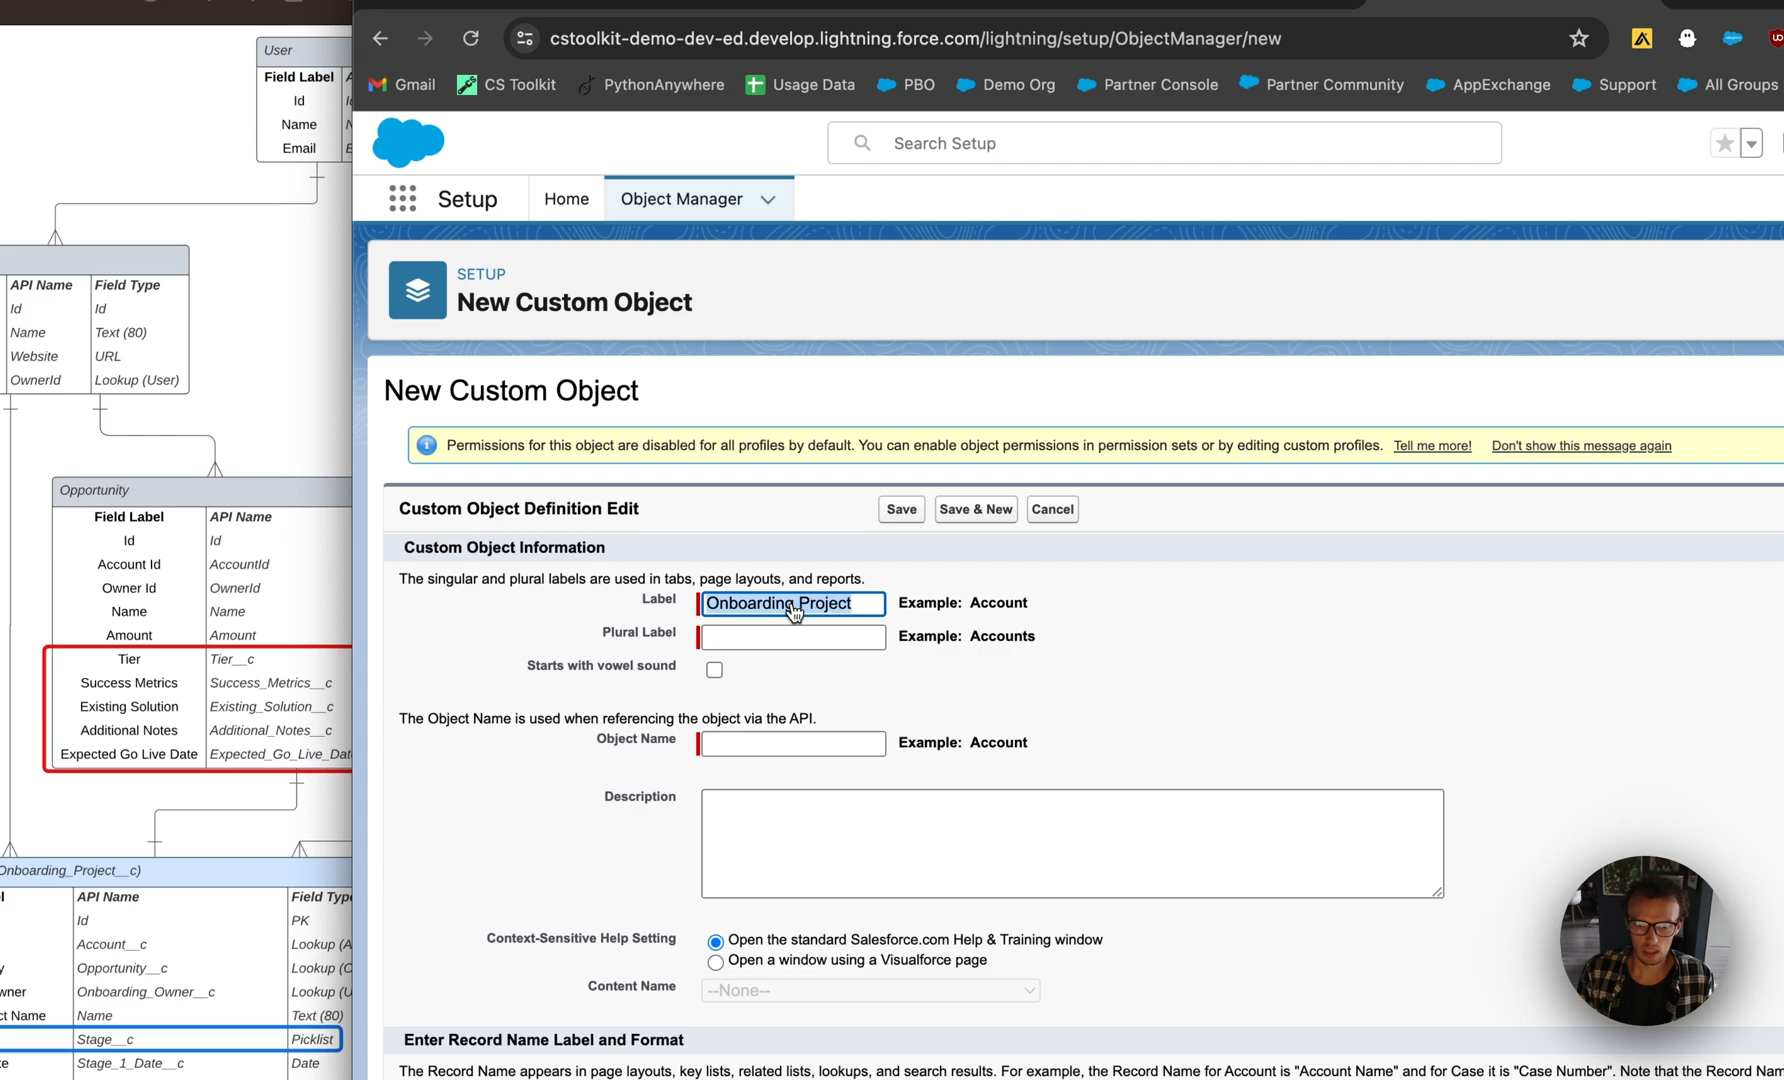 cstoolkit-demo-dev-ed.develop.lightning.force.com/lightning/setup/ObjectManager/new
Gmail
CS Toolkit
PythonAnywhere
Usage Data
PBO
Demo Org
Partner Console
Partner Community
AppExchange
Support
All Groups
Search Setup
Setup
Home
Object Manager
SETUP
New Custom Object
New Custom Object
Permissions for this object are disabled for all profiles by default. You can enable object permissions in permission sets or by editing custom profiles. Tell me more! Don't show this message again
Custom Object Definition Edit
Save
Save & New
Cancel
Custom Object Information
The singular and plural labels are used in tabs, page layouts, and reports.
Label
Onboarding Project
Example: Account
Plural Label
Example: Accounts
Starts with vowel sound
The Object Name is used when referencing the object via the API.
Object Name
Example: Account
Description
Context-Sensitive Help Setting
Open the standard Salesforce.com Help & Training window
Open a window using a Visualforce page
Content Name
--None--
Enter Record Name Label and Format
The Record Name appears in page layouts, key lists, related lists, lookups, and search results. For example, the Record Name for Account is "Account Name" and for Case it is "Case Number". Note that the Record Nam
User
Field Label
Id
Name
Email
API Name Field Type
Id Id
Name Text (80)
Website URL
OwnerId Lookup (User)
Opportunity
Field Label API Name
Id Id
Account Id AccountId
Owner Id OwnerId
Name Name
Amount Amount
Tier Tier__c
Success Metrics Success_Metrics__c
Existing Solution Existing_Solution__c
Additional Notes Additional_Notes__c
Expected Go Live Date Expected_Go_Live_Dat
Onboarding_Project__c)
API Name Field Type
Id PK
Account__c Lookup (A
Opportunity__c Lookup (O
wner Onboarding_Owner__c Lookup (U
ct Name Name Text (80)
Stage__c Picklist
Stage_1_Date__c Date